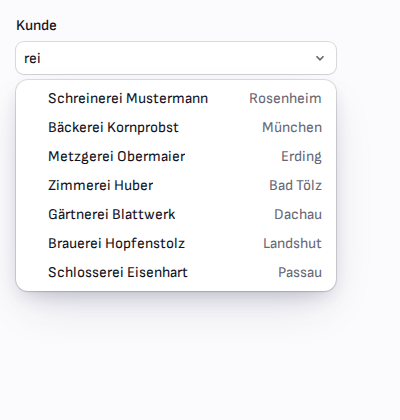 Kunde
rei
Schreinerei Mustermann Rosenheim
Bäckerei Kornprobst München
Metzgerei Obermaier Erding
Zimmerei Huber Bad Tölz
Gärtnerei Blattwerk Dachau
Brauerei Hopfenstolz Landshut
Schlosserei Eisenhart Passau